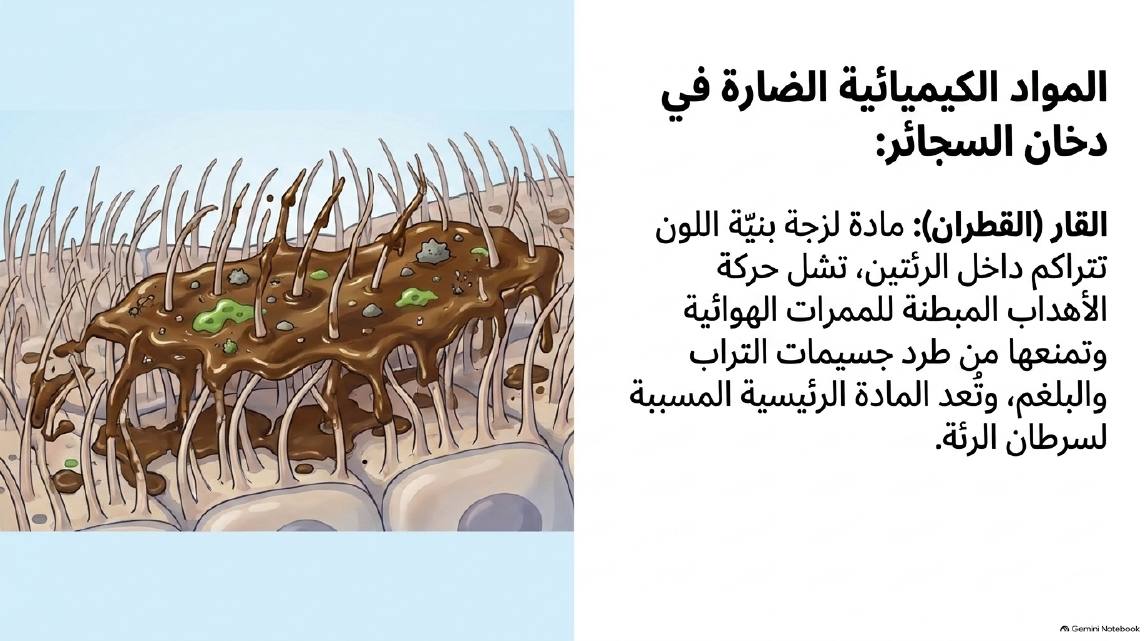 المواد الكيميائية الضارة في
دخان السجائر:
القار (القطران): مادة لزجة بنيّة اللون
تتراكم داخل الرئتين، تشل حركة
الأهداب المبطنة للممرات الهوائية
وتمنعها من طرد جسيمات التراب
والبلغم، وتُعد المادة الرئيسية المسببة
لسرطان الرئة.
Gemini Notebook